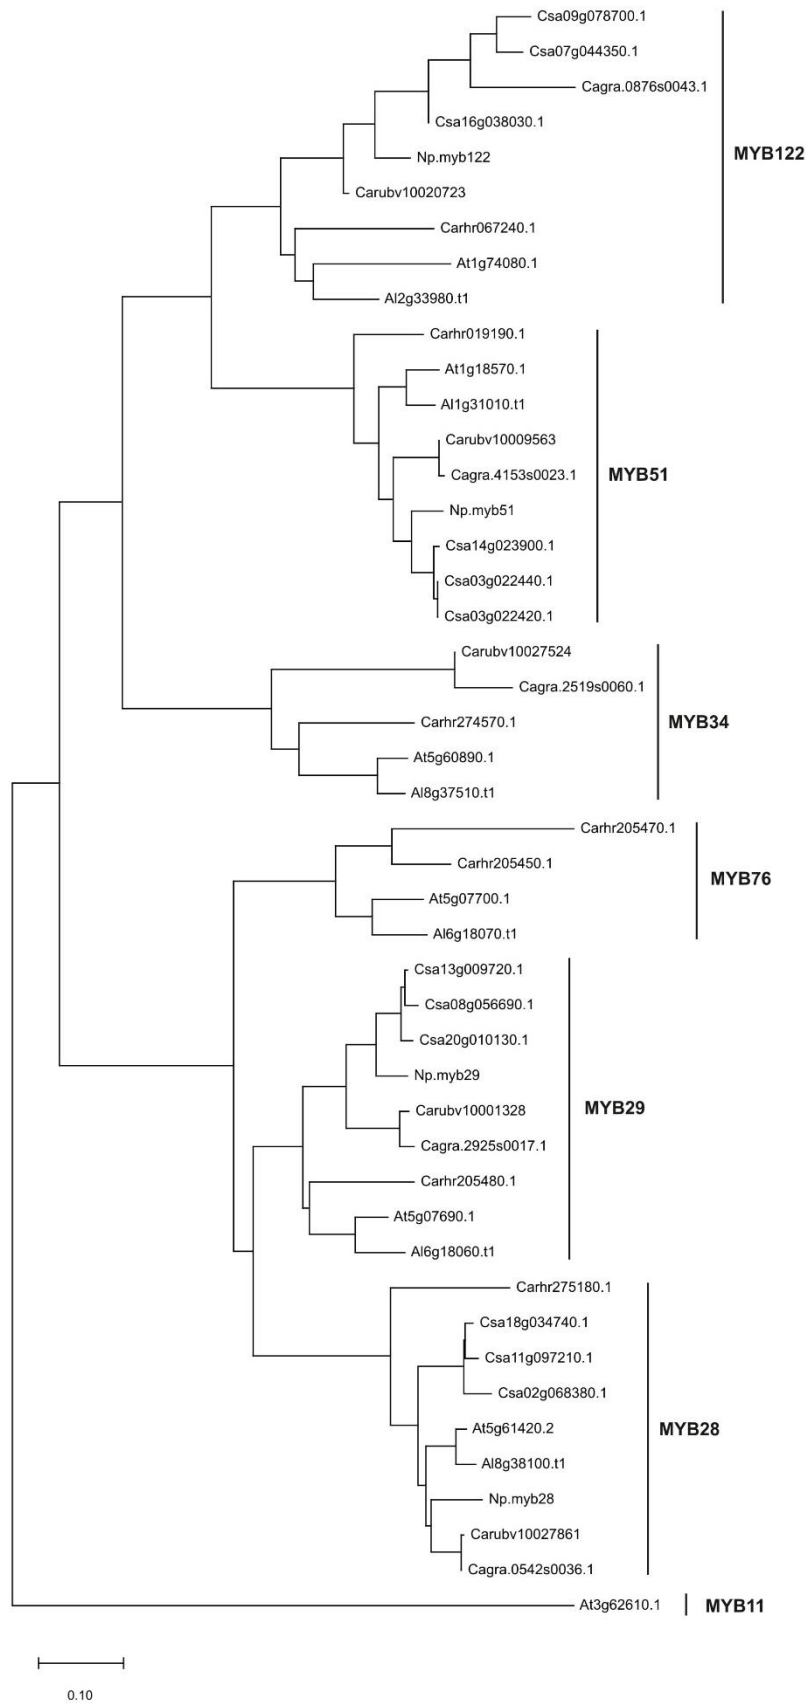 Csa09g078700.1
Csa07g044350.1
Cagra.0876s0043.1
Csa16g038030.1
MYB122
Np.myb122
Carubv10020723
Carhr067240.1
At1g74080.1
Al2g33980.t1
Carhr019190.1
At1g18570.1
Al1g31010.t1
Carubv10009563
Cagra.4153s0023.1
MYB51
Np.myb51
Csa14g023900.1
Csa03g022440.1
Csa03g022420.1
Carubv10027524
Cagra.2519s0060.1
Carhr274570.1
MYB34
At5g60890.1
Al8g37510.t1
Carhr205470.1
Carhr205450.1
MYB76
At5g07700.1
Al6g18070.t1
Csa13g009720.1
Csa08g056690.1
Csa20g010130.1
Np.myb29
Carubv10001328
MYB29
Cagra.2925s0017.1
Carhr205480.1
At5g07690.1
Al6g18060.t1
Carhr275180.1
Csa18g034740.1
Csa11g097210.1
Csa02g068380.1
At5g61420.2
MYB28
Al8g38100.t1
Np.myb28
Carubv10027861
Cagra.0542s0036.1
At3g62610.1
MYB11
0.10